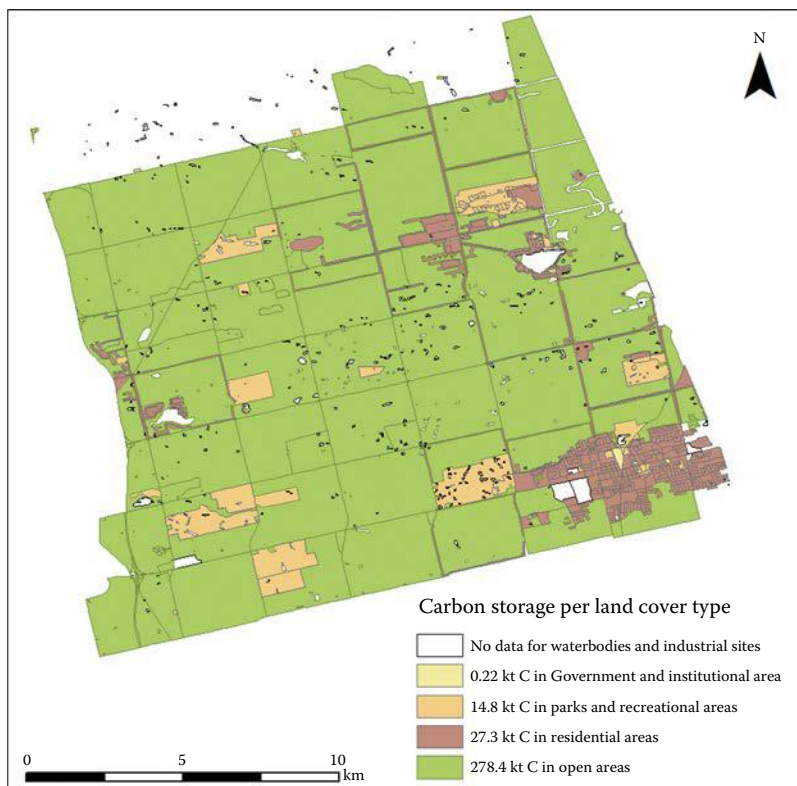 N
Carbon storage per land cover type
No data for waterbodies and industrial sites
0.22 kt C in Government and institutional area
14.8 kt C in parks and recreational areas
27.3 kt C in residential areas
278.4 kt C in open areas
0 5 10
km